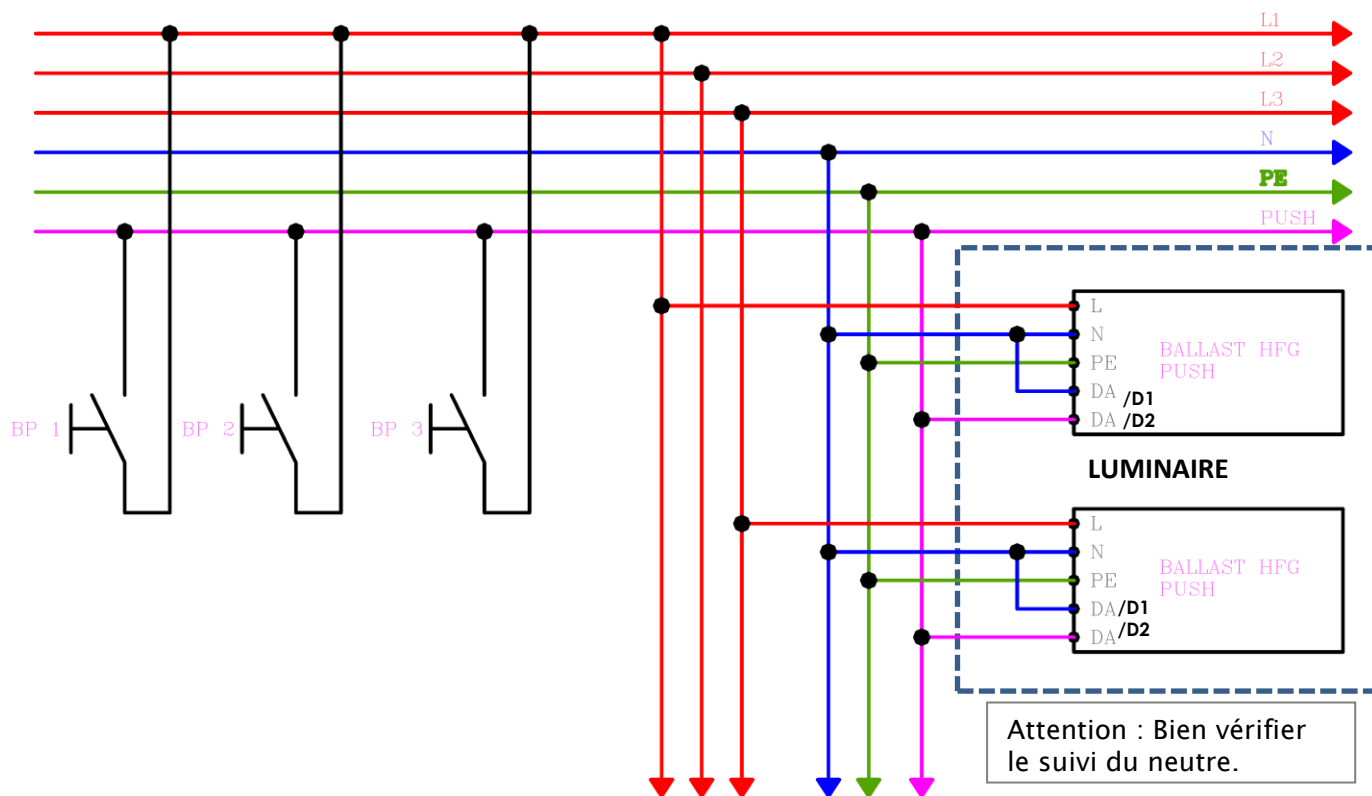 L1
L2
L3
N
PE
PUSH
L
N
PE
DA /D1
DA /D2
BALLAST HFG
PUSH
BP 1
BP 2
BP 3
LUMINAIRE
L
N
PE
DA/D1
DA/D2
BALLAST HFG
PUSH
Attention : Bien vérifier
le suivi du neutre.